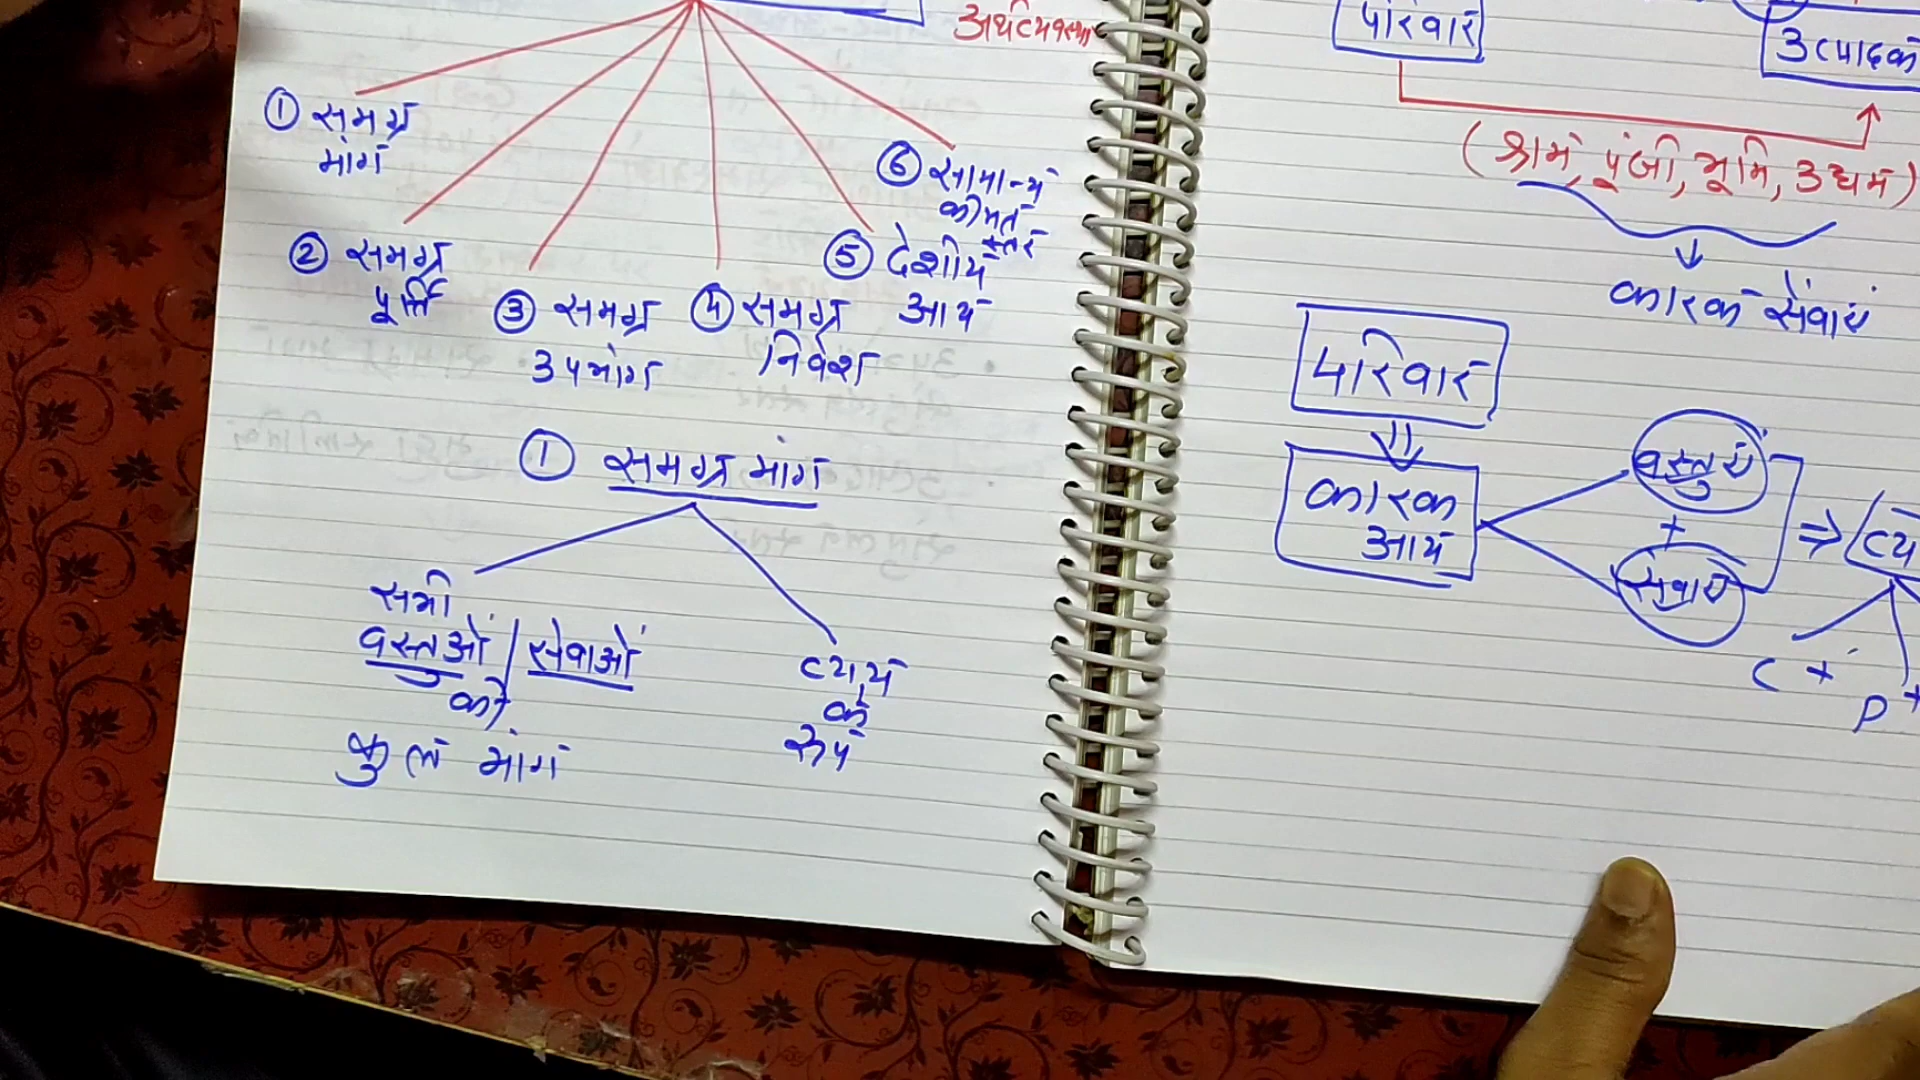 अर्थव्यवस्था
① समग्र
मांग
② समग्र
पूर्ति
③ समग्र
उपभोग
④ समग्र
निवेश
⑤ देशीय
आय
⑥ सामान्य
कीमत
स्तर
① समग्र मांग
सभी
वस्तुओं / सेवाओं
की
कुल मांग
व्यय
के
रूप
परिवार
उत्पादक
(श्रम, पूंजी, भूमि, उद्यम)
कारक सेवायें
परिवार
कारक
आय
वस्तुयें
+
सेवायें
⇒
C +
P +